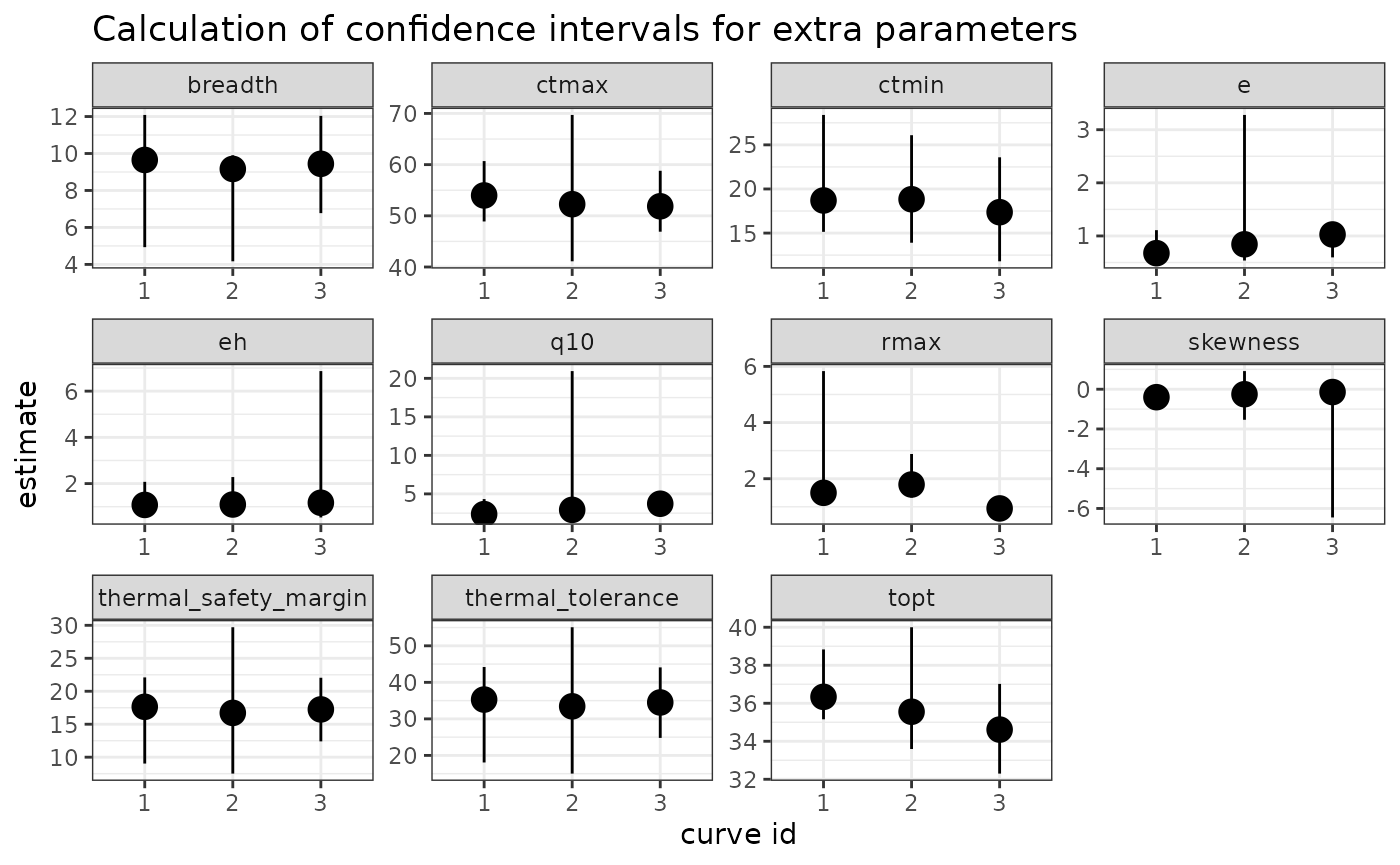 Calculation of confidence intervals for extra parameters
breadth
ctmax
ctmin
e
12
10
8
6
4
1 2 3
70
60
50
40
1 2 3
25
20
15
1 2 3
3
2
1
1 2 3
eh
q10
rmax
skewness
6
4
2
1 2 3
20
15
10
5
1 2 3
6
4
2
1 2 3
0
-2
-4
-6
1 2 3
thermal_safety_margin
thermal_tolerance
topt
30
25
20
15
10
1 2 3
50
40
30
20
1 2 3
40
38
36
34
32
1 2 3
estimate
curve id